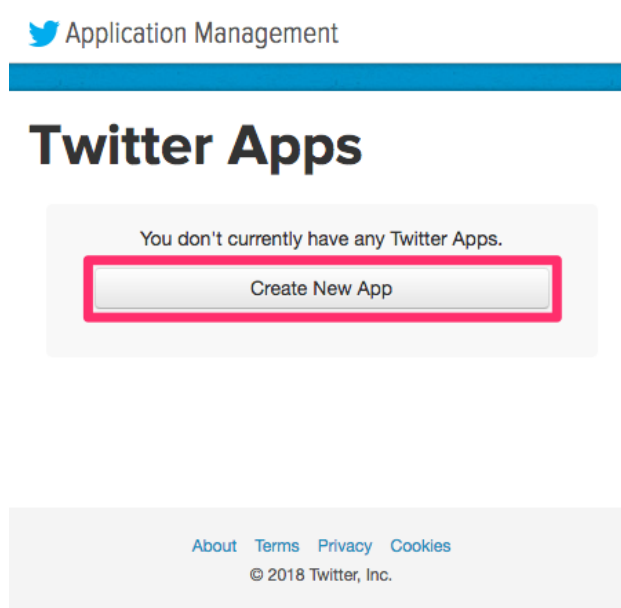 Application Management
Twitter Apps
You don't currently have any Twitter Apps.
Create New App
About Terms Privacy Cookies
© 2018 Twitter, Inc.